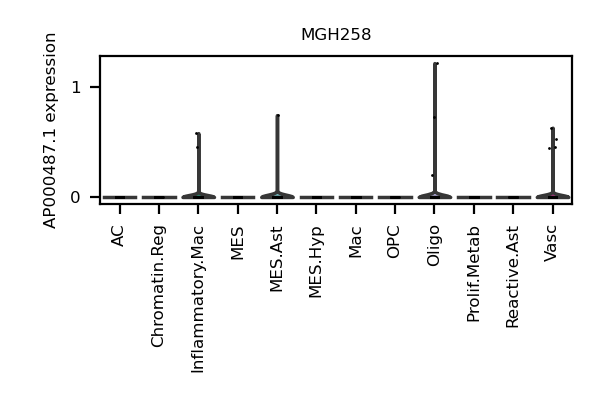 MGH258
AP000487.1 expression
1
0
AC
Chromatin.Reg
Inflammatory.Mac
MES
MES.Ast
MES.Hyp
Mac
OPC
Oligo
Prolif.Metab
Reactive.Ast
Vasc